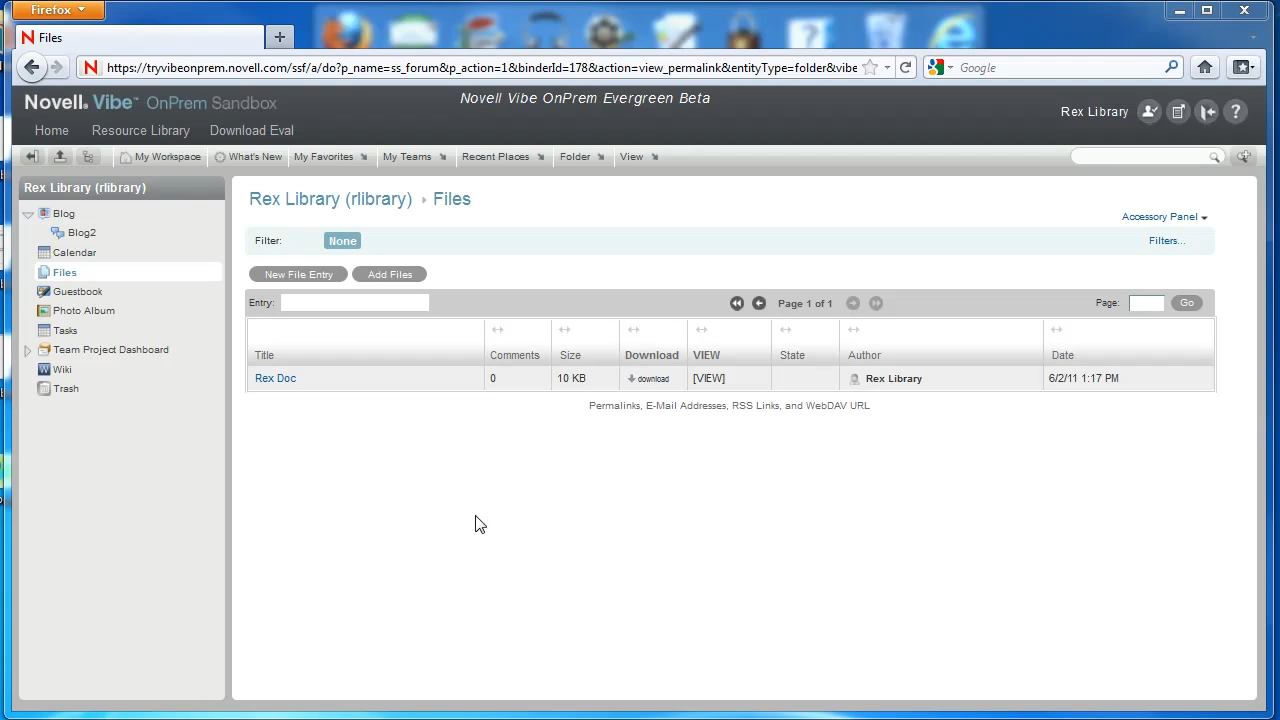 Firefox
Files
https://tryvibeonprem.novell.com/ssf/a/do?p_name=ss_forum&p_action=1&binderId=178&action=view_permalink&entityType=folder&vibe
Google
Novell® Vibe™ OnPrem Sandbox
Novell Vibe OnPrem Evergreen Beta
Rex Library
Home Resource Library Download Eval
My Workspace What's New My Favorites My Teams Recent Places Folder View
Rex Library (rlibrary)
Blog
Blog2
Calendar
Files
Guestbook
Photo Album
Tasks
Team Project Dashboard
Wiki
Trash
Rex Library (rlibrary) Files
Accessory Panel
Filter: None Filters...
New File Entry Add Files
Entry: Page 1 of 1 Page: Go
Title Comments Size Download VIEW State Author Date
Rex Doc 0 10 KB download [VIEW] Rex Library 6/2/11 1:17 PM
Permalinks, E-Mail Addresses, RSS Links, and WebDAV URL